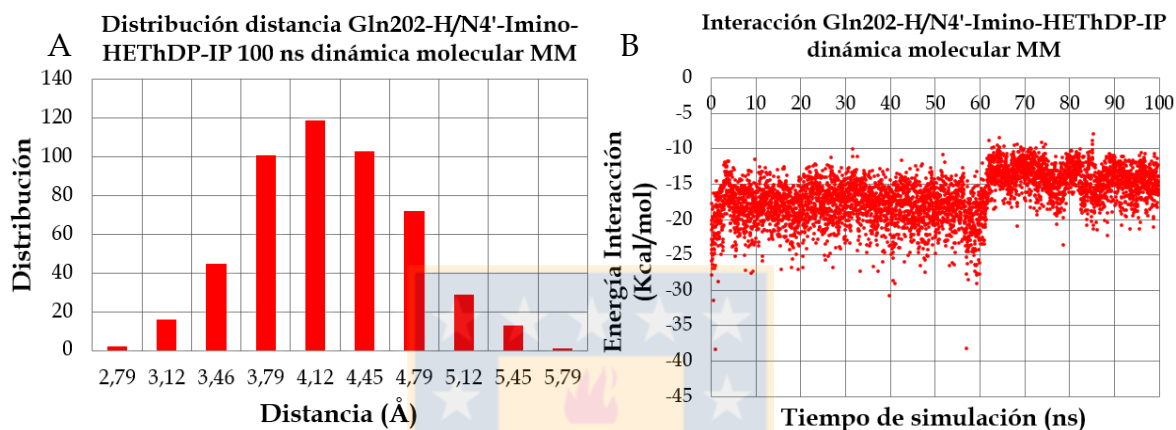 A
Distribución distancia Gln202-H/N4'-Imino-
HEThDP-IP 100 ns dinámica molecular MM
Distribución
140
120
100
80
60
40
20
0
2,79 3,12 3,46 3,79 4,12 4,45 4,79 5,12 5,45 5,79
Distancia (Å)
B
Interacción Gln202-H/N4'-Imino-HEThDP-IP
dinámica molecular MM
Energía Interacción
(Kcal/mol)
0
-5
-10
-15
-20
-25
-30
-35
-40
-45
0 10 20 30 40 50 60 70 80 90 100
Tiempo de simulación (ns)